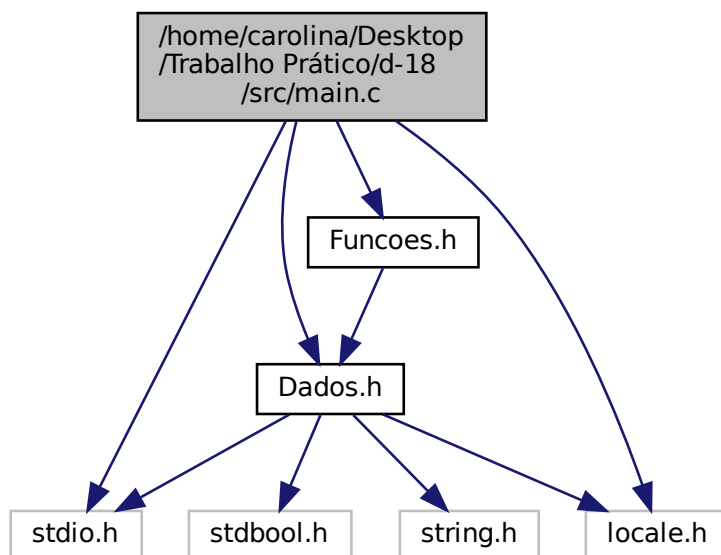 /home/carolina/Desktop
/Trabalho Prático/d-18
/src/main.c
Funcoes.h
Dados.h
stdio.h
stdbool.h
string.h
locale.h